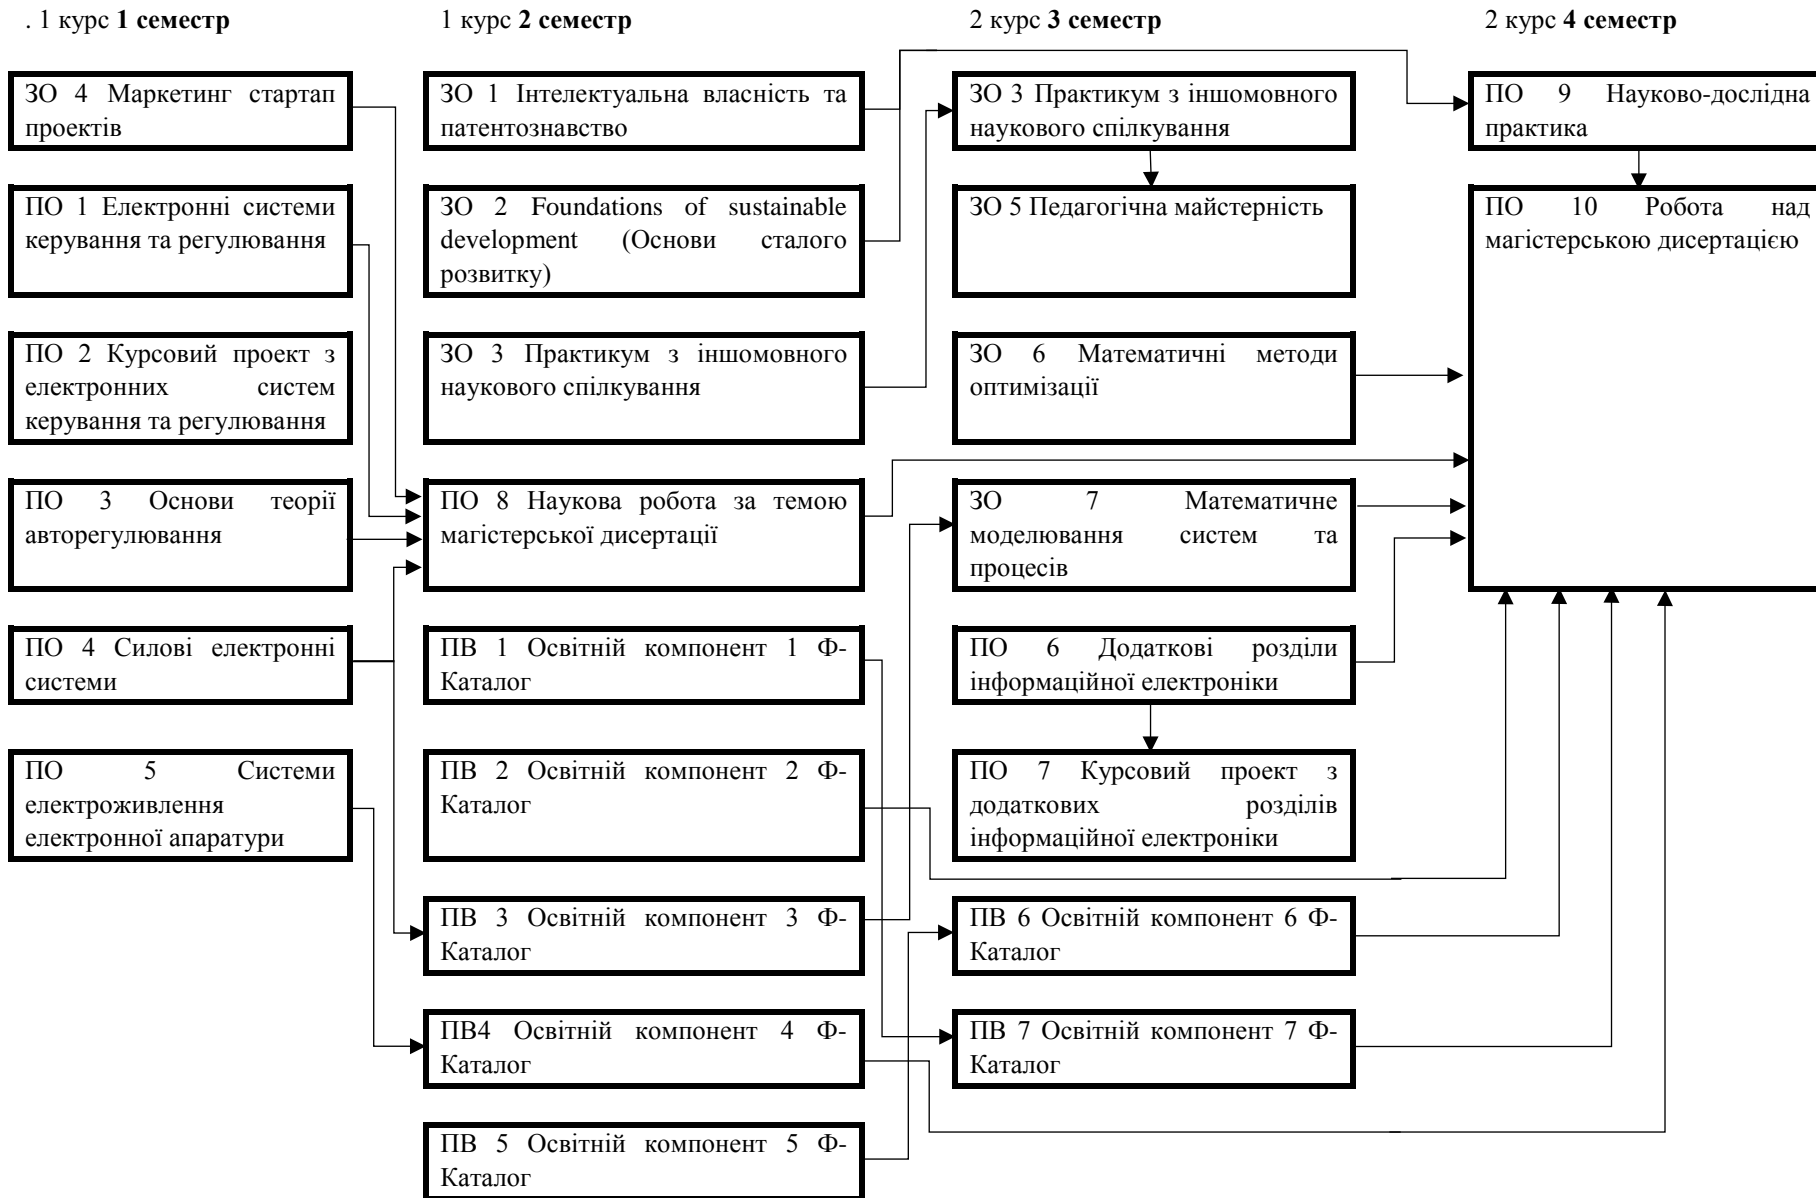 . 1 курс 1 семестр
1 курс 2 семестр
2 курс 3 семестр
2 курс 4 семестр
ЗО 4 Маркетинг стартап
проектів
ПО 1 Електронні системи
керування та регулювання
ПО 2 Курсовий проект з
електронних систем
керування та регулювання
ПО 3 Основи теорії
авторегулювання
ПО 4 Силові електронні
системи
ПО 5 Системи
електроживлення
електронної апаратури
ЗО 1 Інтелектуальна власність та
патентознавство
ЗО 2 Foundations of sustainable
development (Основи сталого
розвитку)
ЗО 3 Практикум з іншомовного
наукового спілкування
ПО 8 Наукова робота за темою
магістерської дисертації
ПВ 1 Освітній компонент 1 Ф-
Каталог
ПВ 2 Освітній компонент 2 Ф-
Каталог
ПВ 3 Освітній компонент 3 Ф-
Каталог
ПВ4 Освітній компонент 4 Ф-
Каталог
ПВ 5 Освітній компонент 5 Ф-
Каталог
ЗО 3 Практикум з іншомовного
наукового спілкування
ЗО 5 Педагогічна майстерність
ЗО 6 Математичні методи
оптимізації
ЗО 7 Математичне
моделювання систем та
процесів
ПО 6 Додаткові розділи
інформаційної електроніки
ПО 7 Курсовий проект з
додаткових розділів
інформаційної електроніки
ПВ 6 Освітній компонент 6 Ф-
Каталог
ПВ 7 Освітній компонент 7 Ф-
Каталог
ПО 9 Науково-дослідна
практика
ПО 10 Робота над
магістерською дисертацією